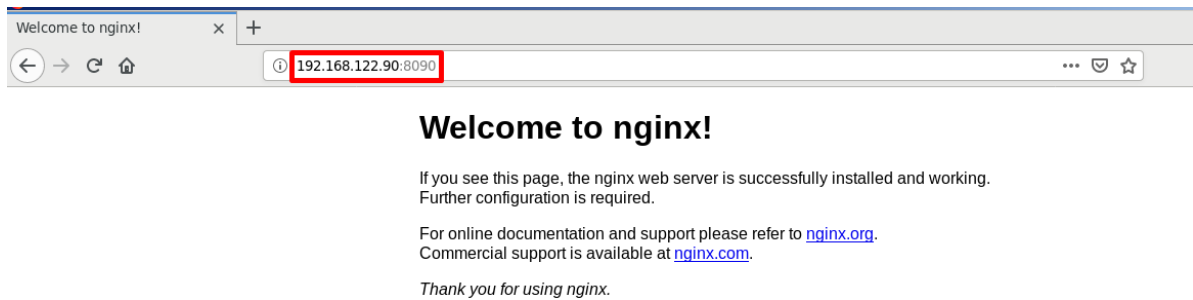 Welcome to nginx!
192.168.122.90:8090
Welcome to nginx!
If you see this page, the nginx web server is successfully installed and working.
Further configuration is required.
For online documentation and support please refer to nginx.org.
Commercial support is available at nginx.com.
Thank you for using nginx.